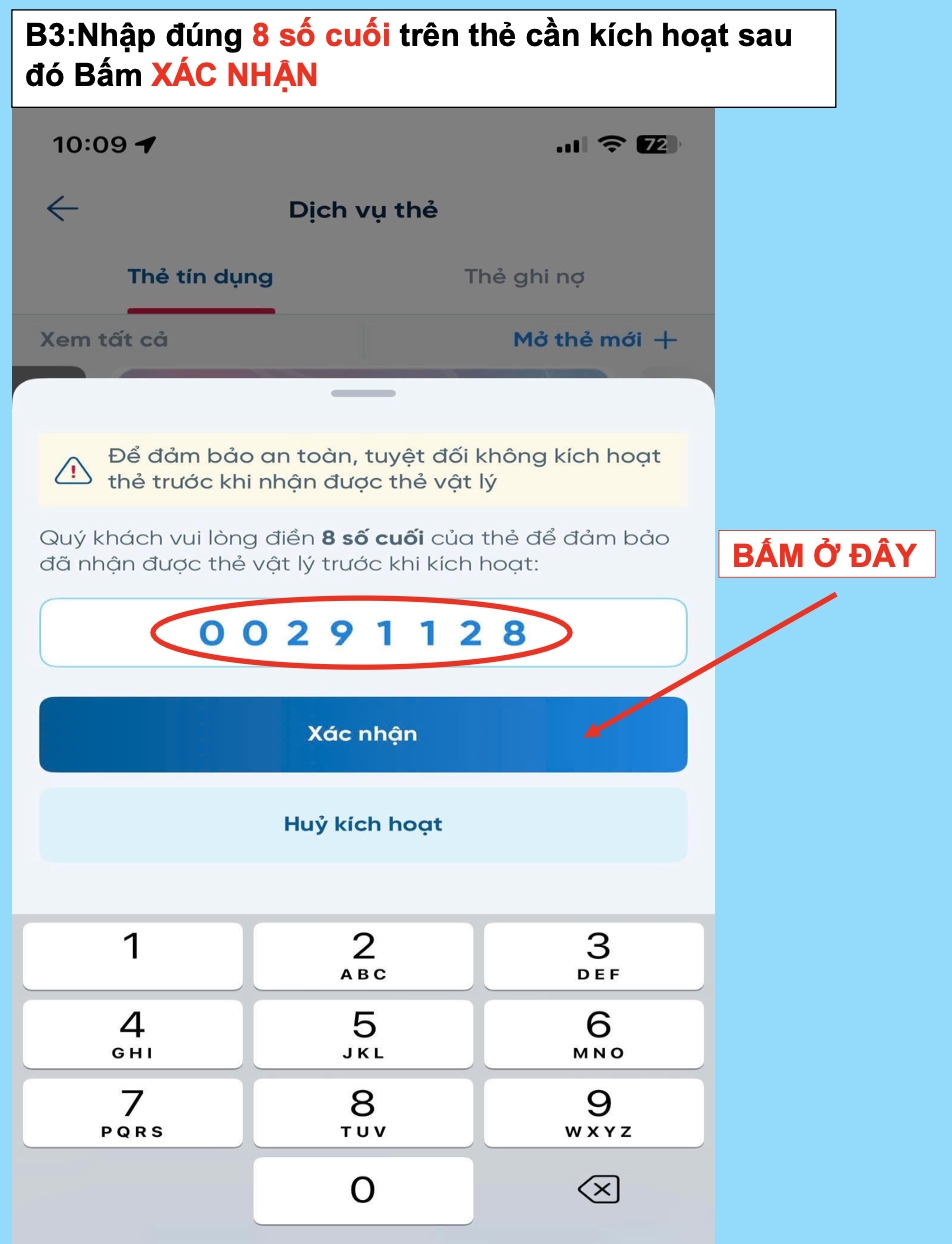 B3:Nhập đúng 8 số cuối trên thẻ cần kích hoạt sau
đó Bấm XÁC NHẬN
10:09
72
Dịch vụ thẻ
Thẻ tín dụng
Thẻ ghi nợ
Xem tất cả
Mở thẻ mới +
Để đảm bảo an toàn, tuyệt đối không kích hoạt
thẻ trước khi nhận được thẻ vật lý
Quý khách vui lòng điền 8 số cuối của thẻ để đảm bảo
đã nhận được thẻ vật lý trước khi kích hoạt:
BẤM Ở ĐÂY
0 0 2 9 1 1 2 8
Xác nhận
Huỷ kích hoạt
1
2
ABC
3
DEF
4
GHI
5
JKL
6
MNO
7
PQRS
8
TUV
9
WXYZ
0